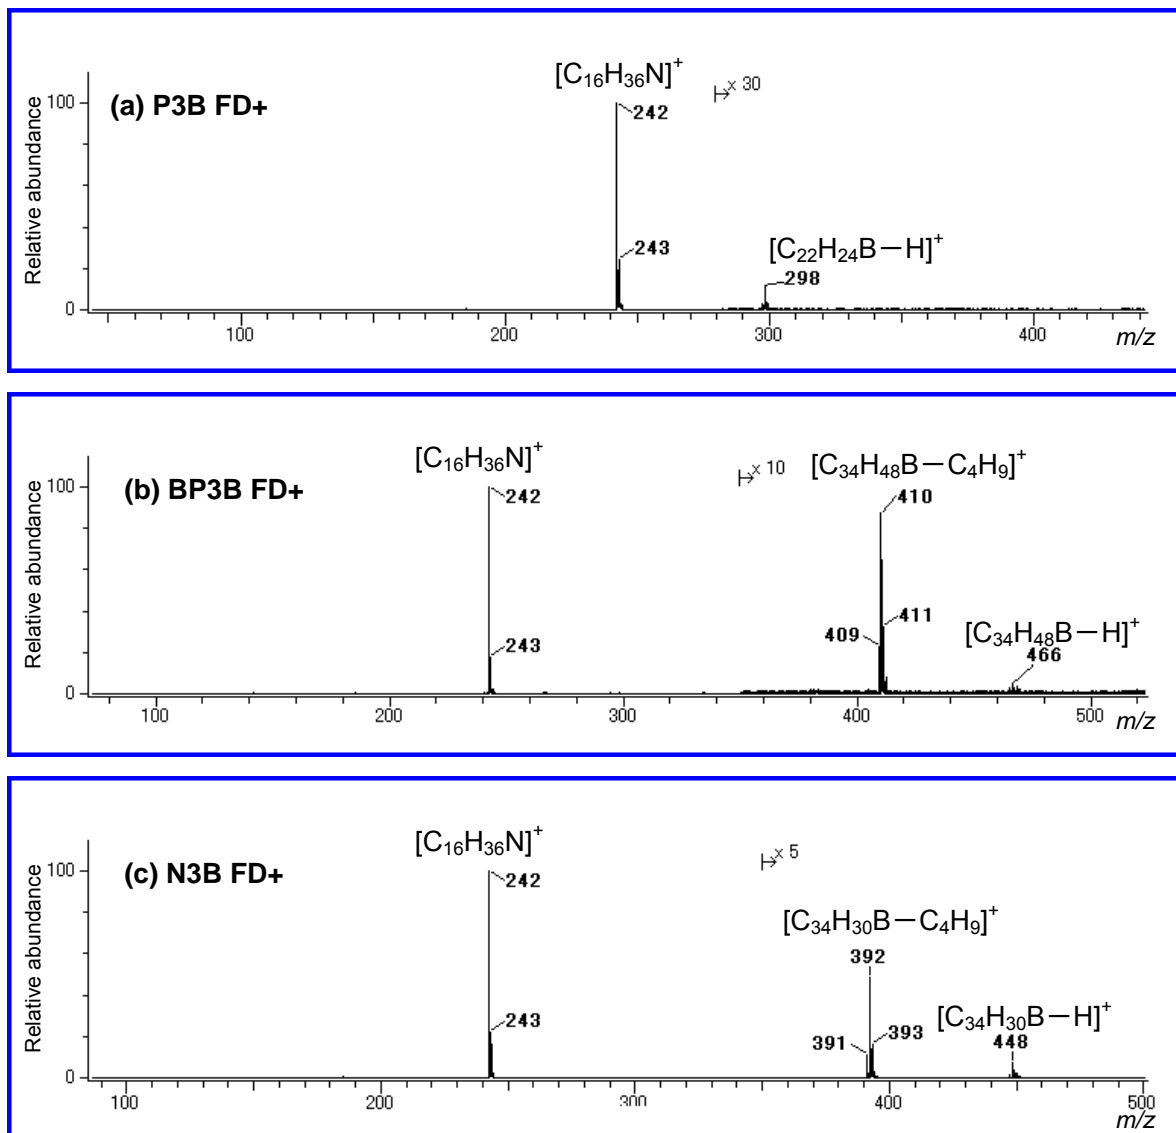 [C₁₆H₃₆N]⁺
x 30
(a) P3B FD+
100
242
243
[C₂₂H₂₄B－H]⁺
298
0
Relative abundance
100
200
300
400
m/z
[C₁₆H₃₆N]⁺
x 10
[C₃₄H₄₈B－C₄H₉]⁺
(b) BP3B FD+
100
242
410
243
409
411
[C₃₄H₄₈B－H]⁺
466
0
Relative abundance
100
200
300
400
500
m/z
[C₁₆H₃₆N]⁺
x 5
(c) N3B FD+
100
242
[C₃₄H₃₀B－C₄H₉]⁺
392
243
391
393
[C₃₄H₃₀B－H]⁺
448
0
Relative abundance
100
200
300
400
500
m/z